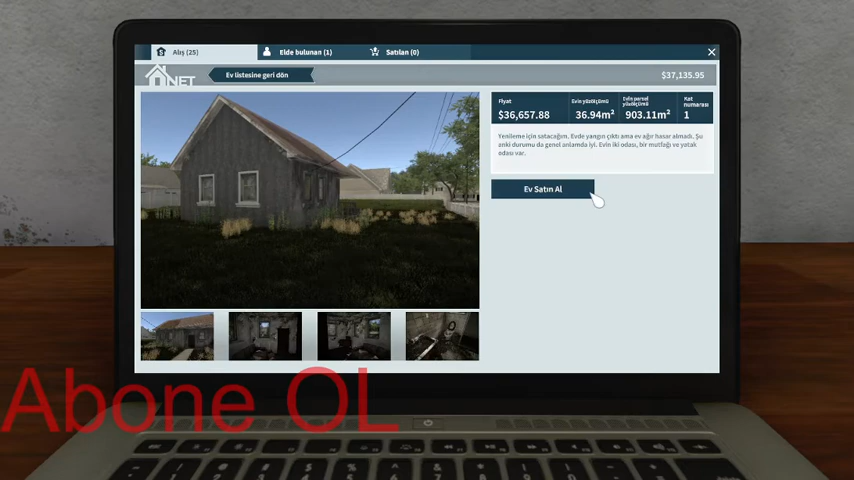 Alış (25)
Elde bulunan (1)
Satılan (0)
NET
Ev listesine geri dön
$37,135.95
Fiyat
$36,657.88
Evin yüzölçümü
36.94m²
Evin parsel yüzölçümü
903.11m²
Kat numarası
1
Yenileme için satacağım. Evde yangın çıktı ama ev ağır hasar almadı. Şu
anki durumu da genel anlamda iyi. Evin iki odası, bir mutfağı ve yatak
odası var.
Ev Satın Al
Abone OL